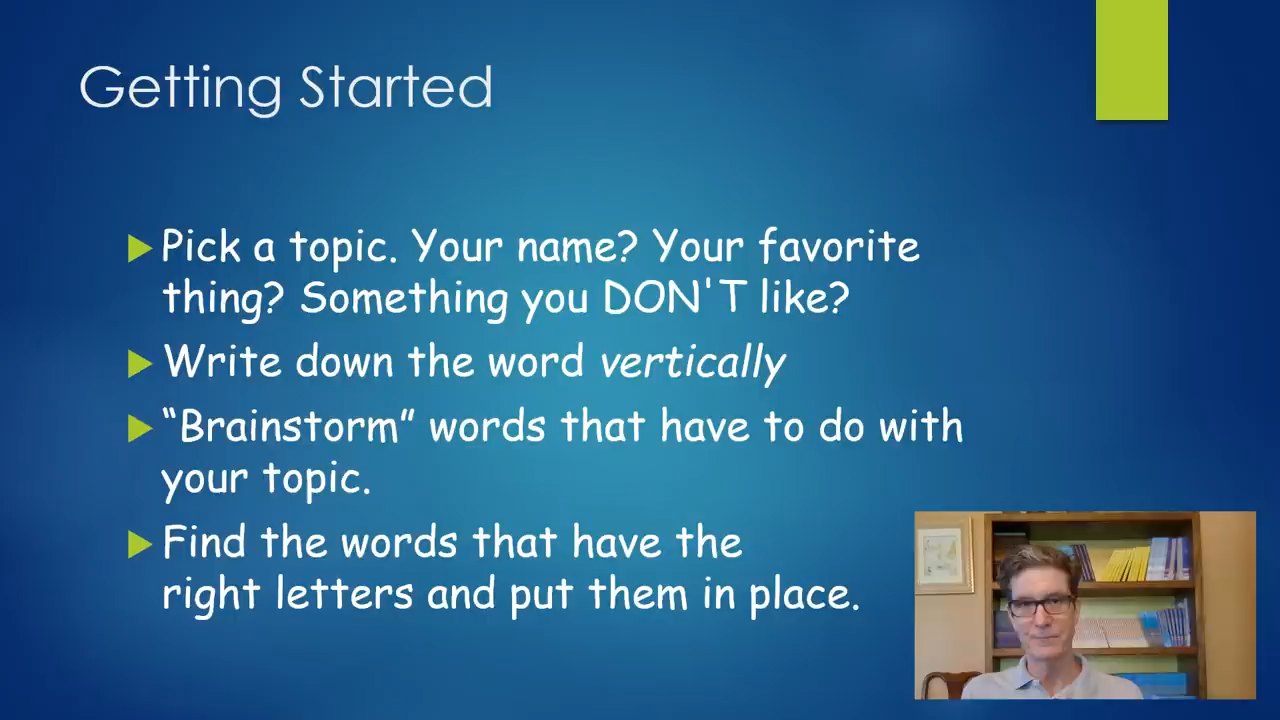 Getting Started
Pick a topic. Your name? Your favorite
thing? Something you DON'T like?
Write down the word vertically
“Brainstorm” words that have to do with
your topic.
Find the words that have the
right letters and put them in place.